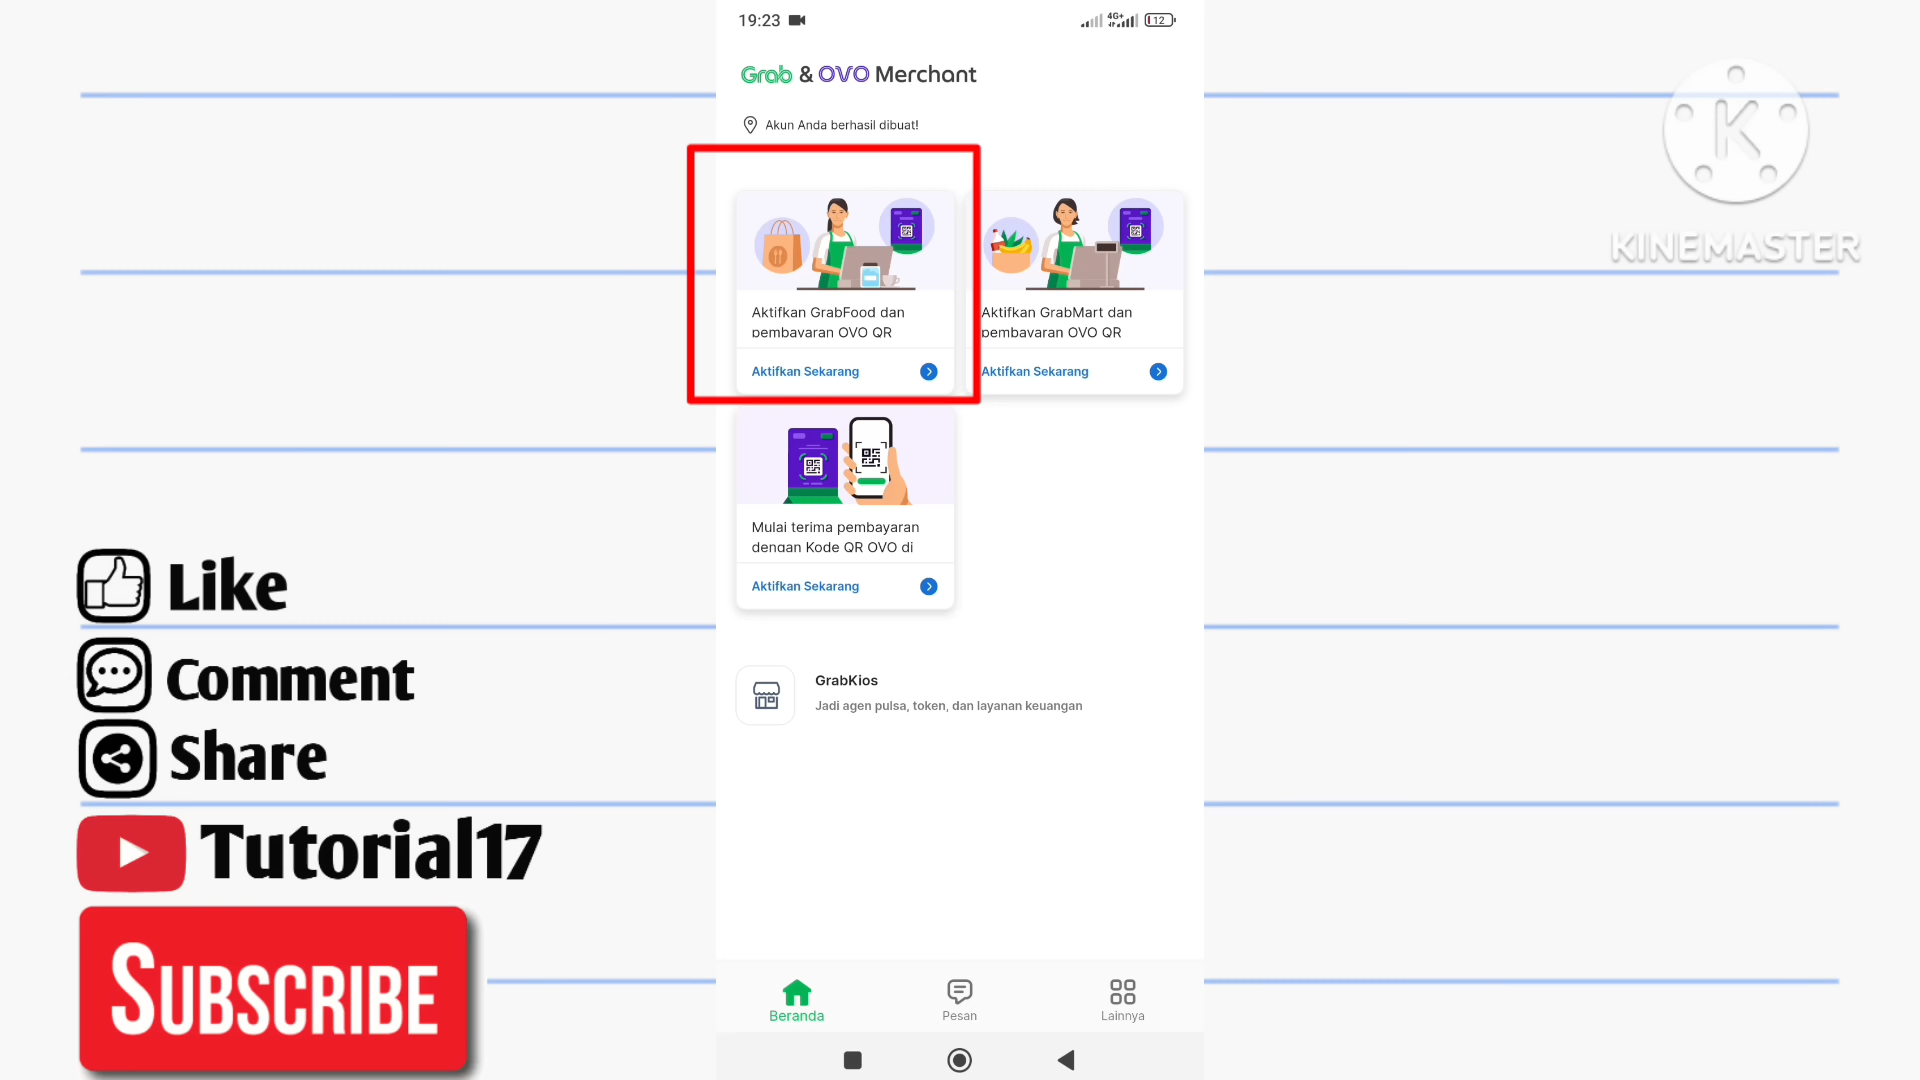 19:23
4G+
12
Grab & OVO Merchant
Akun Anda berhasil dibuat!
Aktifkan GrabFood dan
pembayaran OVO QR
Aktifkan Sekarang
Aktifkan GrabMart dan
pembayaran OVO QR
Aktifkan Sekarang
Mulai terima pembayaran
dengan Kode QR OVO di
Aktifkan Sekarang
GrabKios
Jadi agen pulsa, token, dan layanan keuangan
Beranda
Pesan
Lainnya
K
KINEMASTER
Like
Comment
Share
Tutorial17
SUBSCRIBE